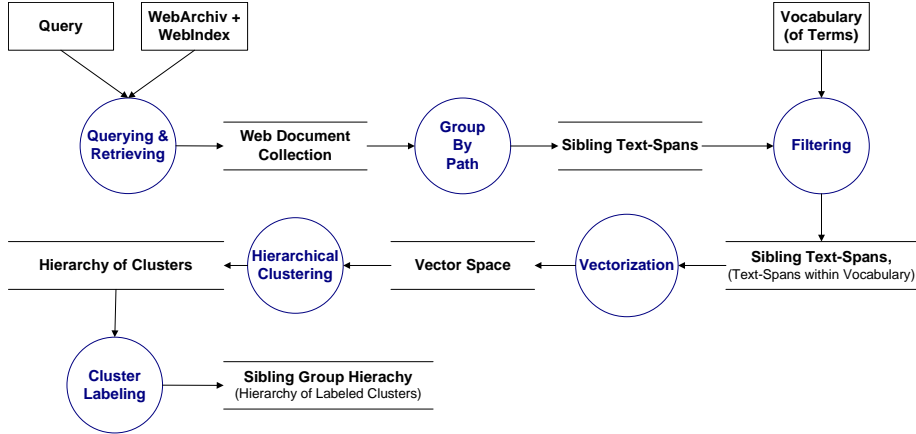 Query
WebArchiv +
WebIndex
Vocabulary
(of Terms)
Querying &
Retrieving
Web Document
Collection
Group
By
Path
Sibling Text-Spans
Filtering
Hierarchy of Clusters
Hierarchical
Clustering
Vector Space
Vectorization
Sibling Text-Spans,
(Text-Spans within Vocabulary)
Cluster
Labeling
Sibling Group Hierachy
(Hierarchy of Labeled Clusters)